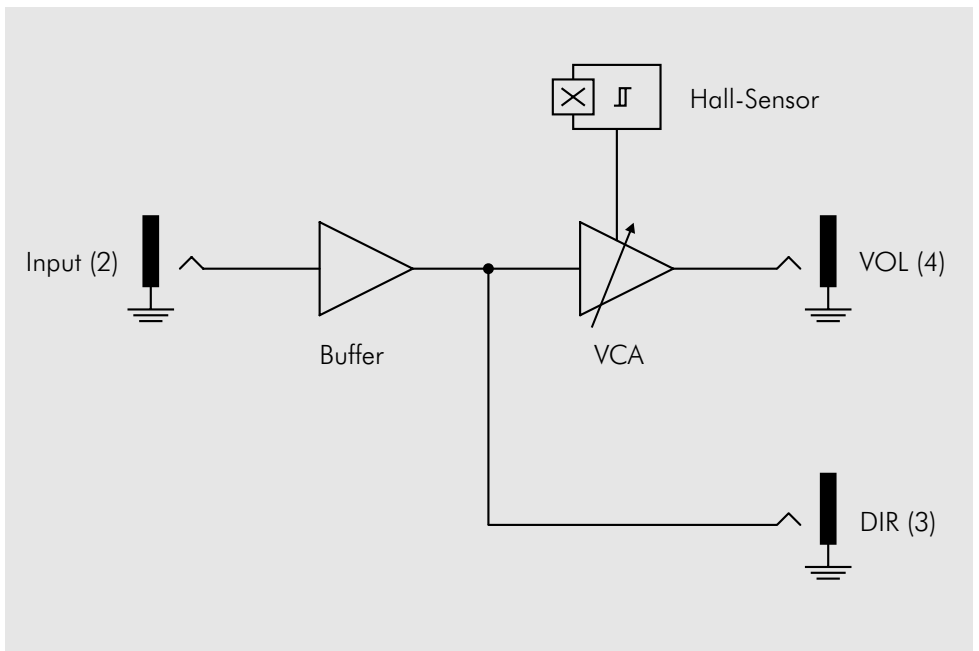 Hall-Sensor
Input (2)
VOL (4)
Buffer
VCA
DIR (3)